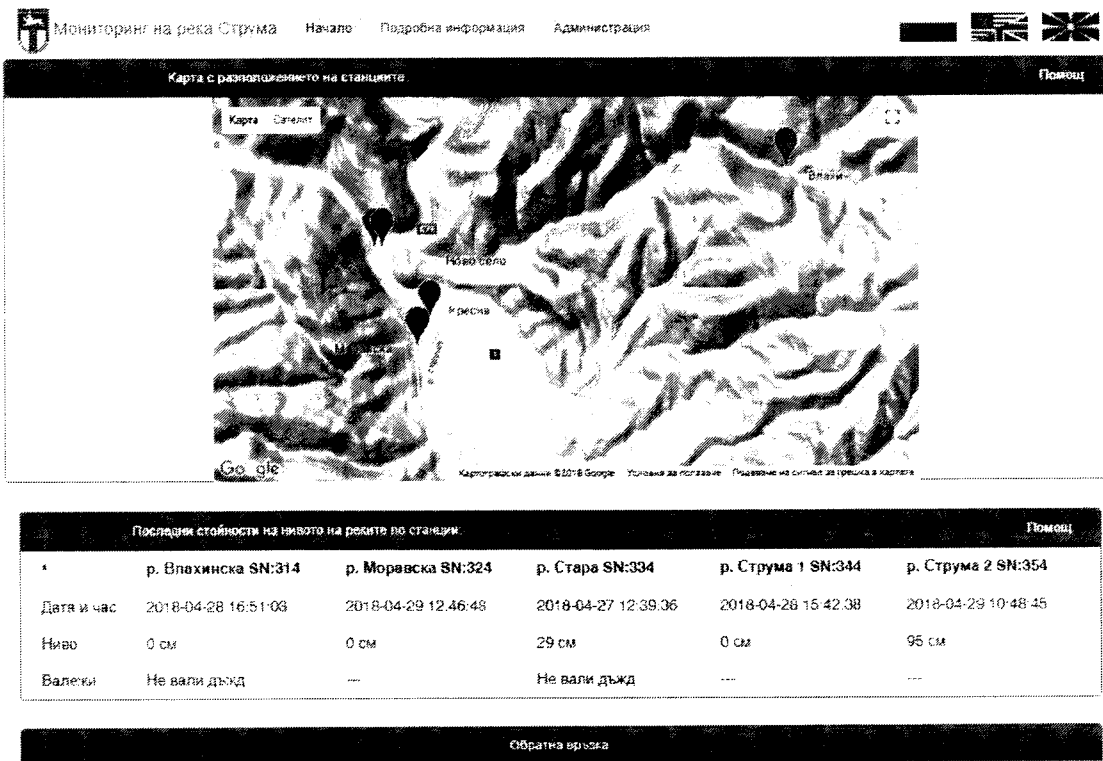 Мониторинг на река Струма Начало Подробна информация Администрация
Карта с разположението на станциите Помощ
Карта Сателит
Влахи
Ново село
Кресна
1
Google
Картографски данни ©2018 Google Условия за ползване Подаване на сигнал за грешка в картата
Последни стойности на нивото на реките по станции Помощ
* р. Влахинска SN:314 р. Моравска SN:324 р. Стара SN:334 р. Струма 1 SN:344 р. Струма 2 SN:354
Дата и час 2018-04-28 16:51:03 2018-04-29 12:46:48 2018-04-27 12:39:36 2018-04-28 15:42:38 2018-04-29 10:48:45
Ниво 0 см 0 см 29 см 0 см 95 см
Валежи Не вали дъжд --- Не вали дъжд --- ---
Обратна връзка